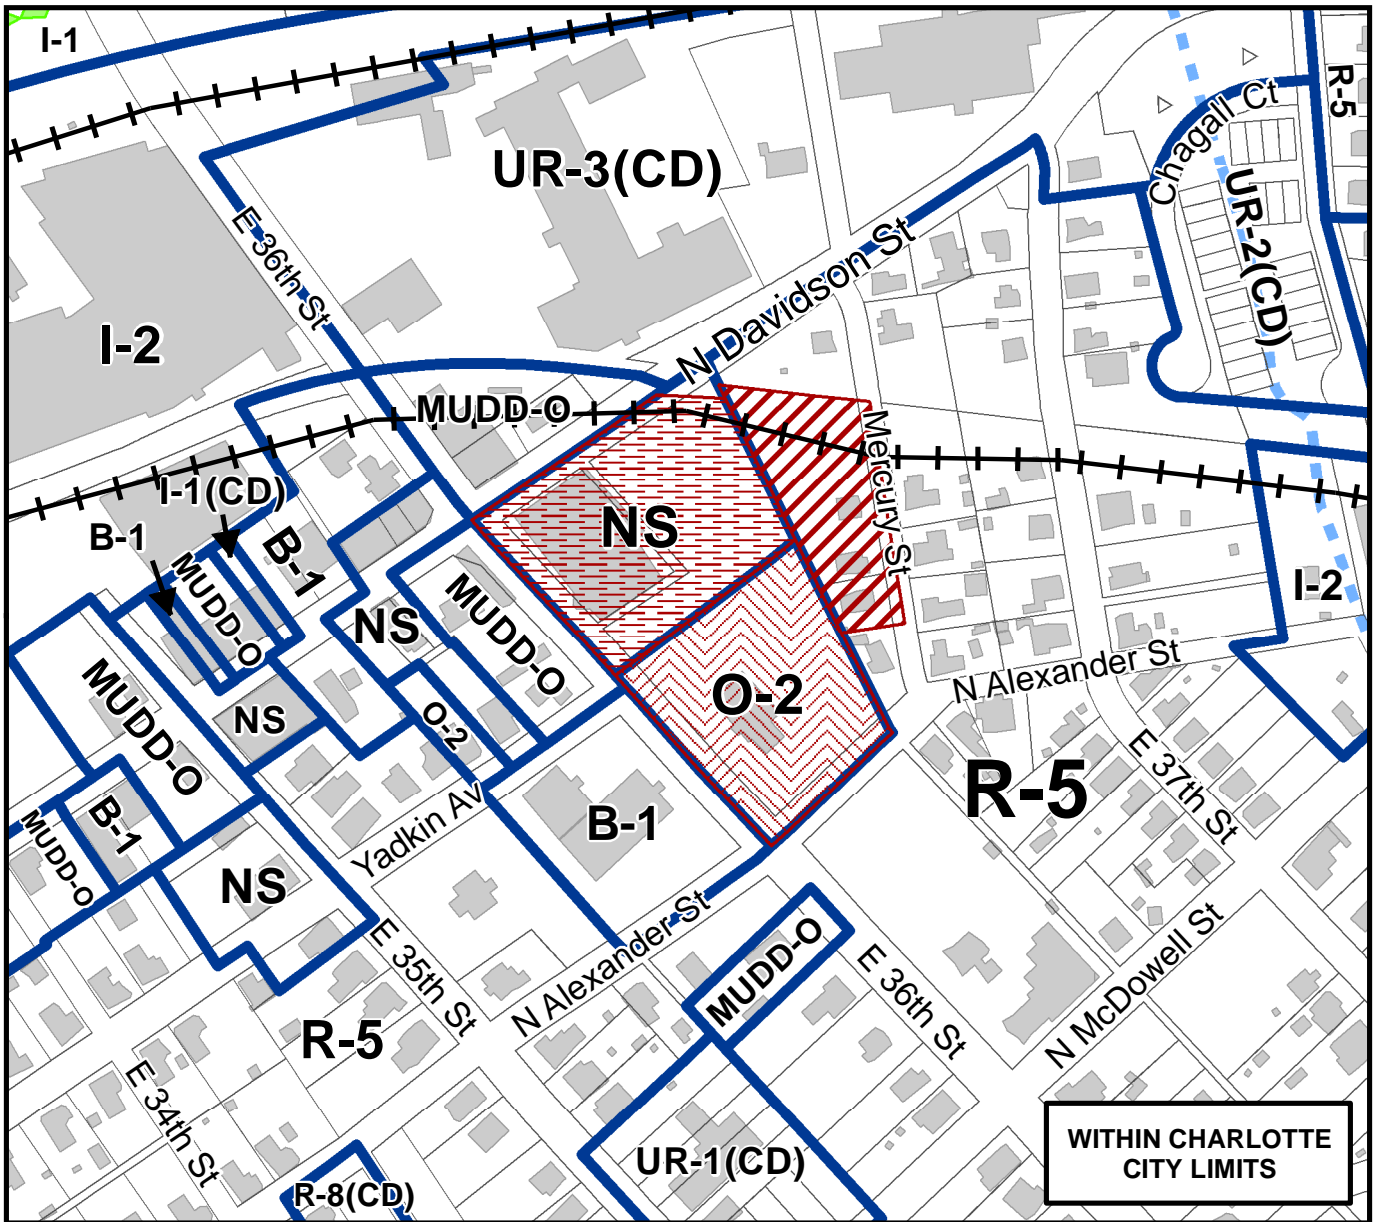 I-1
R-5
UR-3(CD)
Chagall Ct
UR-2(CD)
E 36th St
N Davidson St
I-2
MUDD-O
Mercury St
I-1(CD)
B-1
B-1
NS
MUDD-O
I-2
NS
MUDD-O
N Alexander St
MUDD-O
O-2
NS
O-2
E 37th St
R-5
B-1
Yadkin Av
B-1
MUDD-O
NS
N Alexander St
E 35th St
MUDD-O
E 36th St
N McDowell St
R-5
E 34th St
UR-1(CD)
R-8(CD)
WITHIN CHARLOTTE
CITY LIMITS